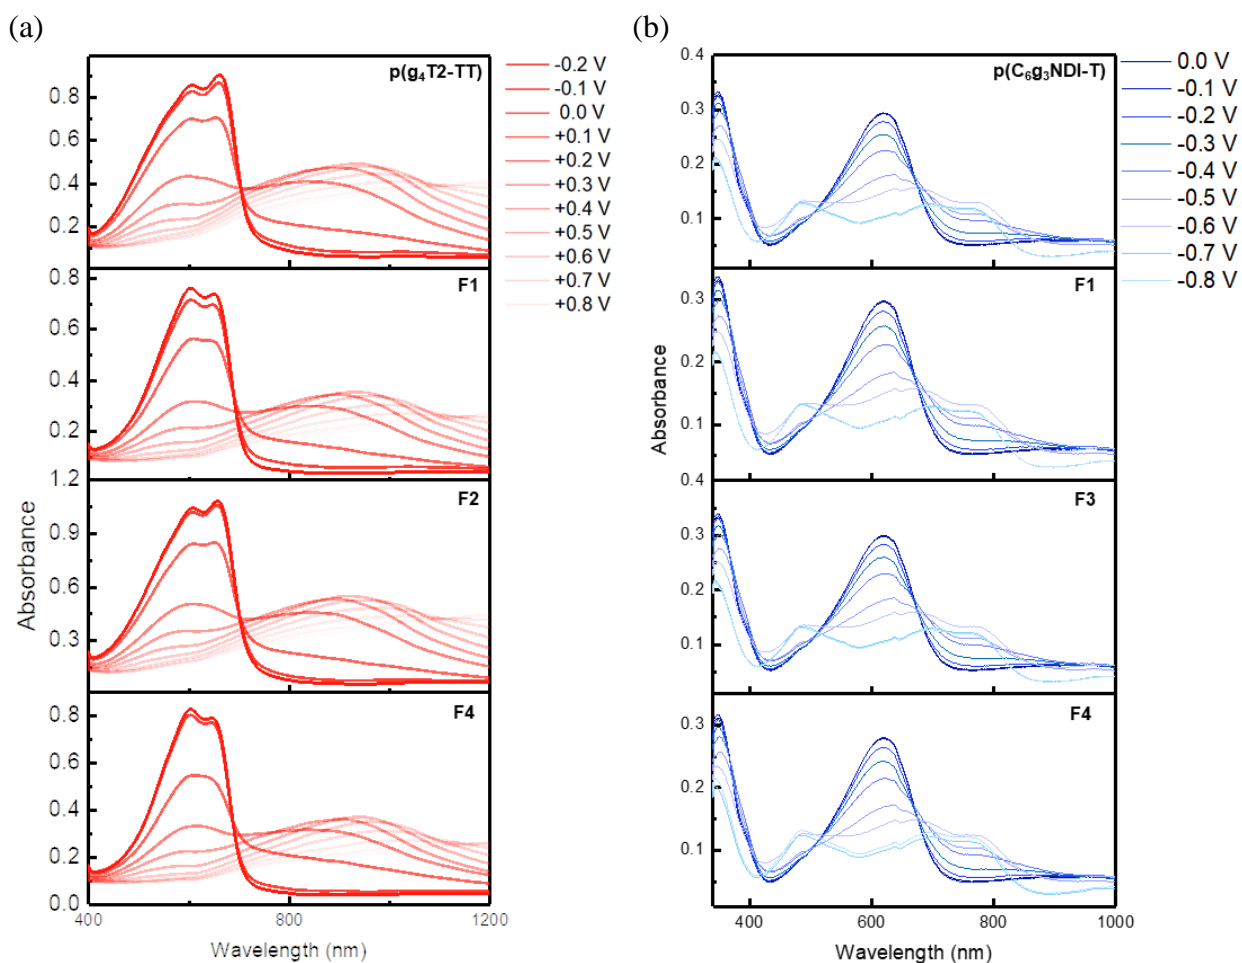 (a)
p(g₄T2-TT)
0.8
0.6
0.4
0.2
-0.2 V
-0.1 V
0.0 V
+0.1 V
+0.2 V
+0.3 V
+0.4 V
+0.5 V
+0.6 V
+0.7 V
+0.8 V
F1
0.8
0.6
0.4
0.2
F2
1.2
0.9
0.6
0.3
F4
0.8
0.6
0.4
0.2
0.0
400
800
1200
Absorbance
Wavelength (nm)
(b)
p(C₆g₃NDI-T)
0.4
0.3
0.2
0.1
0.0 V
-0.1 V
-0.2 V
-0.3 V
-0.4 V
-0.5 V
-0.6 V
-0.7 V
-0.8 V
F1
0.3
0.2
0.1
F3
0.4
0.3
0.2
0.1
F4
0.3
0.2
0.1
400
600
800
1000
Absorbance
Wavelength (nm)